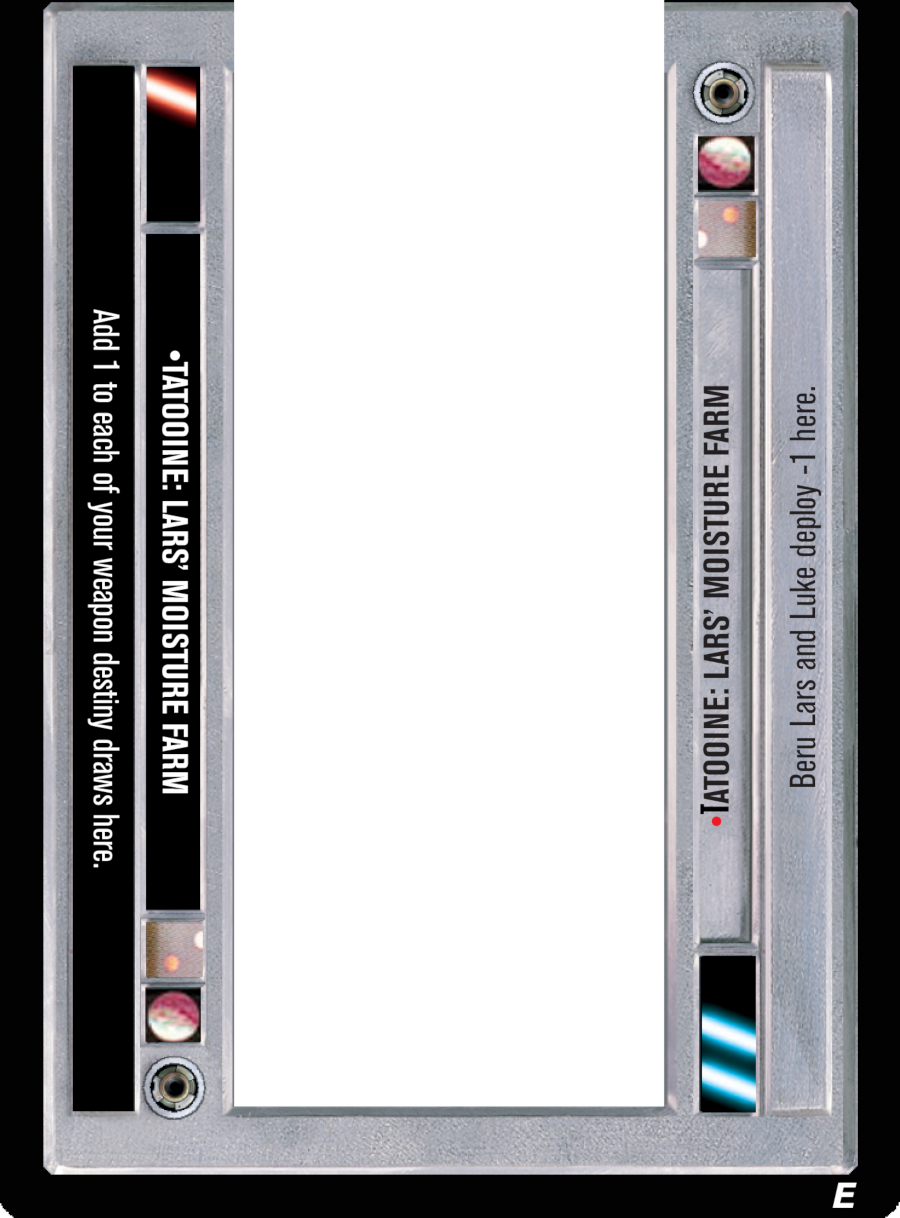 Add 1 to each of your weapon destiny draws here.
•TATOOINE: LARS’ MOISTURE FARM
•TATOOINE: LARS’ MOISTURE FARM
Beru Lars and Luke deploy -1 here.
E